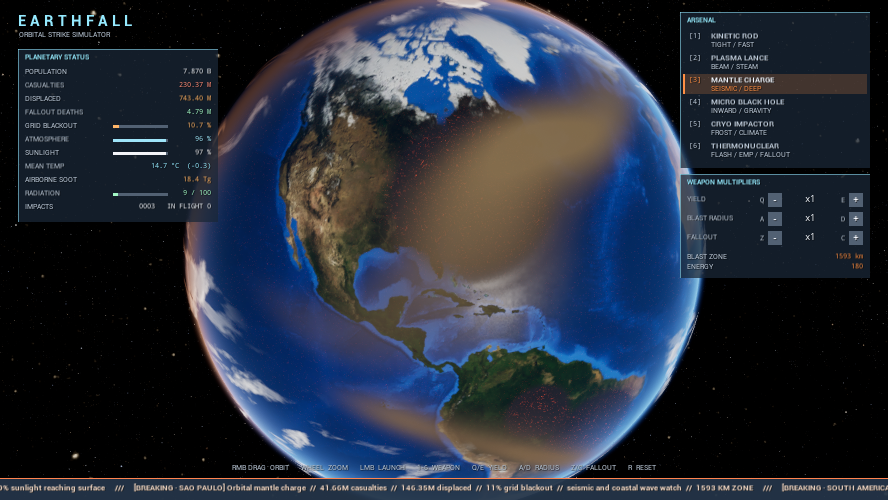 EARTHFALL
ORBITAL STRIKE SIMULATOR
PLANETARY STATUS
POPULATION 7.870 B
CASUALTIES 230.37 M
DISPLACED 743.40 M
FALLOUT DEATHS 4.79 M
GRID BLACKOUT 10.7 %
ATMOSPHERE 96 %
SUNLIGHT 97 %
MEAN TEMP 14.7 °C (-0.3)
AIRBORNE SOOT 18.4 Tg
RADIATION 9 / 100
IMPACTS 0003 IN FLIGHT 0
ARSENAL
[1] KINETIC ROD
TIGHT / FAST
[2] PLASMA LANCE
BEAM / STEAM
[3] MANTLE CHARGE
SEISMIC / DEEP
[4] MICRO BLACK HOLE
INWARD / GRAVITY
[5] CRYO IMPACTOR
FROST / CLIMATE
[6] THERMONUCLEAR
FLASH / EMP / FALLOUT
WEAPON MULTIPLIERS
YIELD Q - x1 E +
BLAST RADIUS A - x1 D +
FALLOUT Z - x1 C +
BLAST ZONE 1593 km
ENERGY 180
RMB DRAG ORBIT WHEEL ZOOM LMB LAUNCH 1-6 WEAPON Q/E YIELD A/D RADIUS Z/C FALLOUT R RESET
0% sunlight reaching surface /// [BREAKING - SAO PAULO] Orbital mantle charge // 41.66M casualties // 146.35M displaced // 11% grid blackout // seismic and coastal wave watch // 1593 KM ZONE /// [BREAKING - SOUTH AMERICA